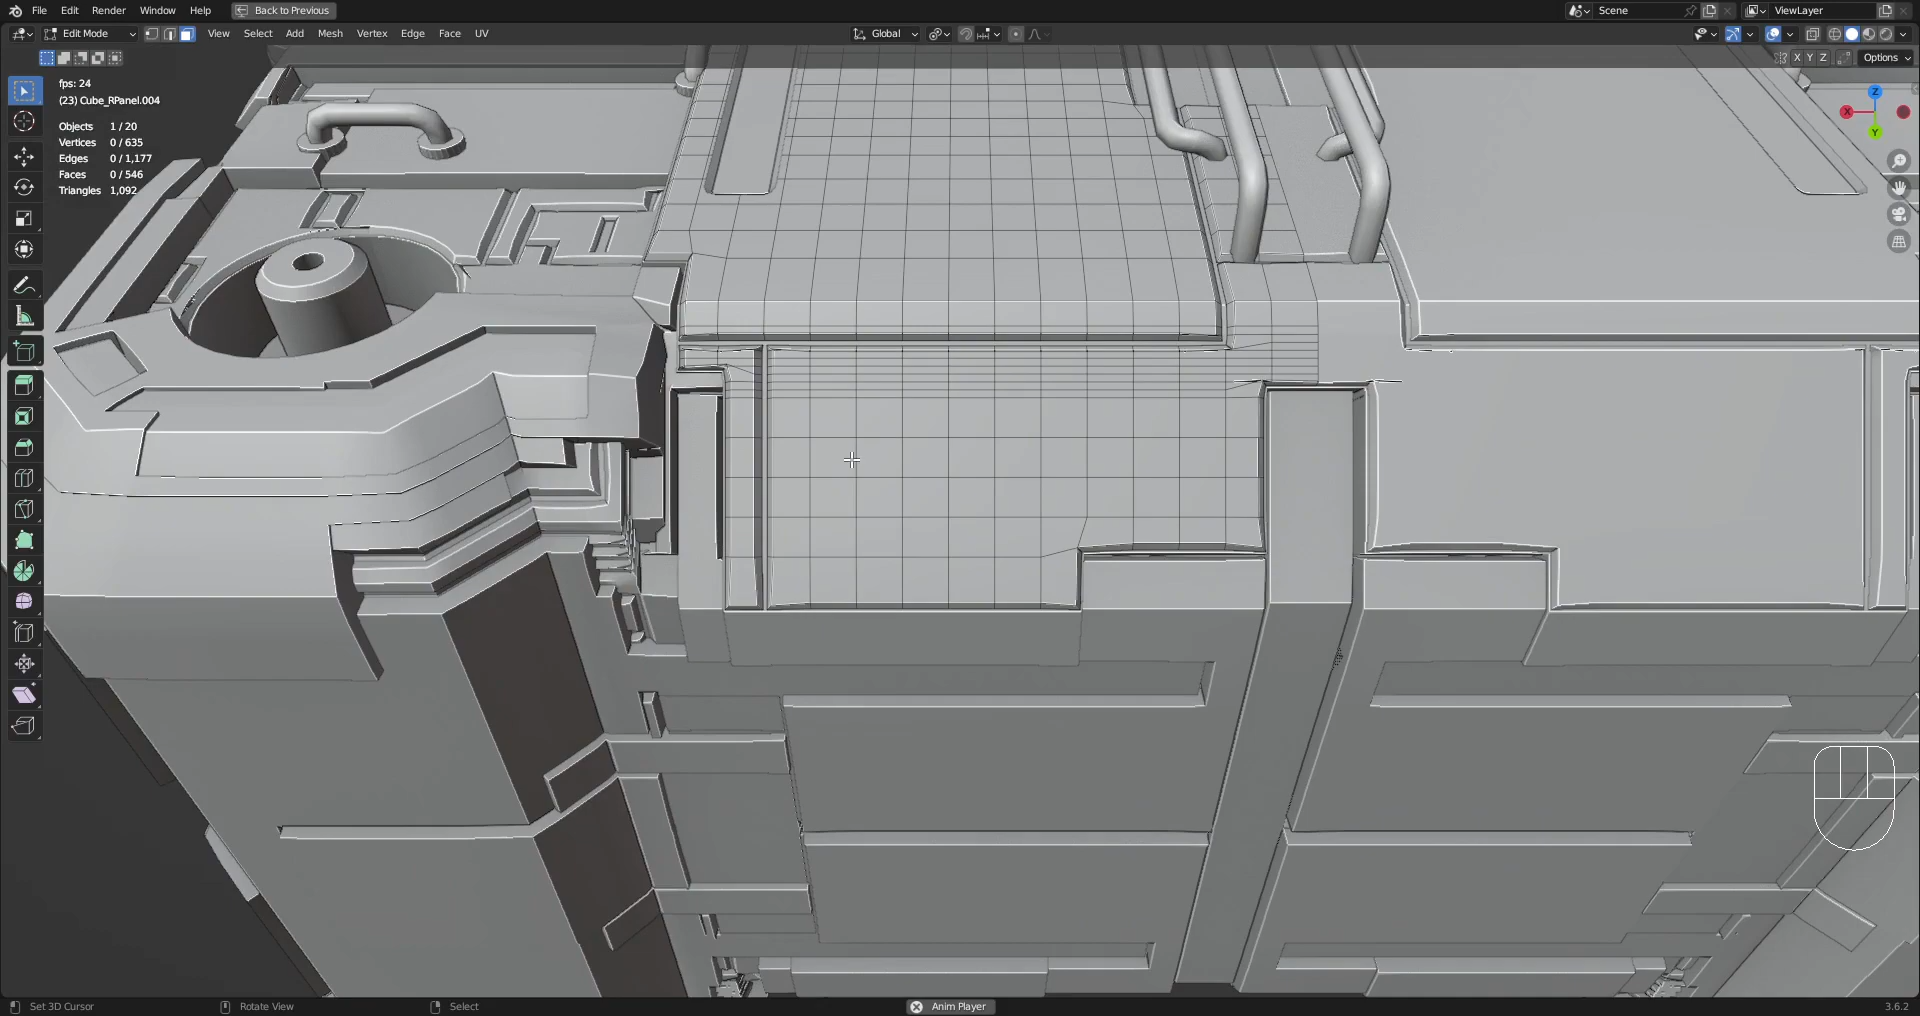 File Edit Render Window Help Back to Previous Scene ViewLayer
Edit Mode View Select Add Mesh Vertex Edge Face UV Global
X Y Z Options
fps: 24
(23) Cube_RPanel.004
Objects 1 / 20
Vertices 0 / 635
Edges 0 / 1,177
Faces 0 / 546
Triangles 1,092
Z
X
Y
Set 3D Cursor Rotate View Select Anim Player 3.6.2